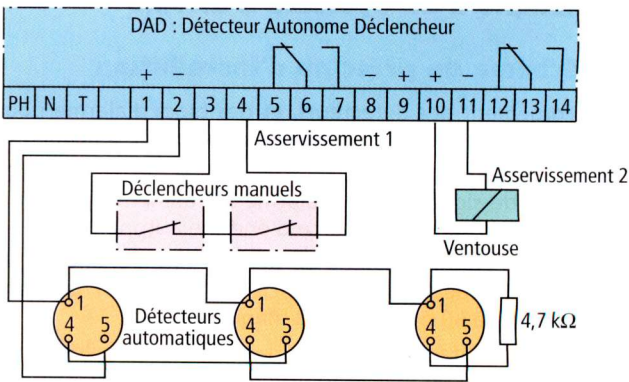 DAD : Détecteur Autonome Déclencheur
+ – + + –
PH N T 1 2 3 4 5 6 7 8 9 10 11 12 13 14
Asservissement 1
Asservissement 2
Déclencheurs manuels
Ventouse
1 1 1
Détecteurs
automatiques
4 5 4 5 4 5
4,7 kΩ